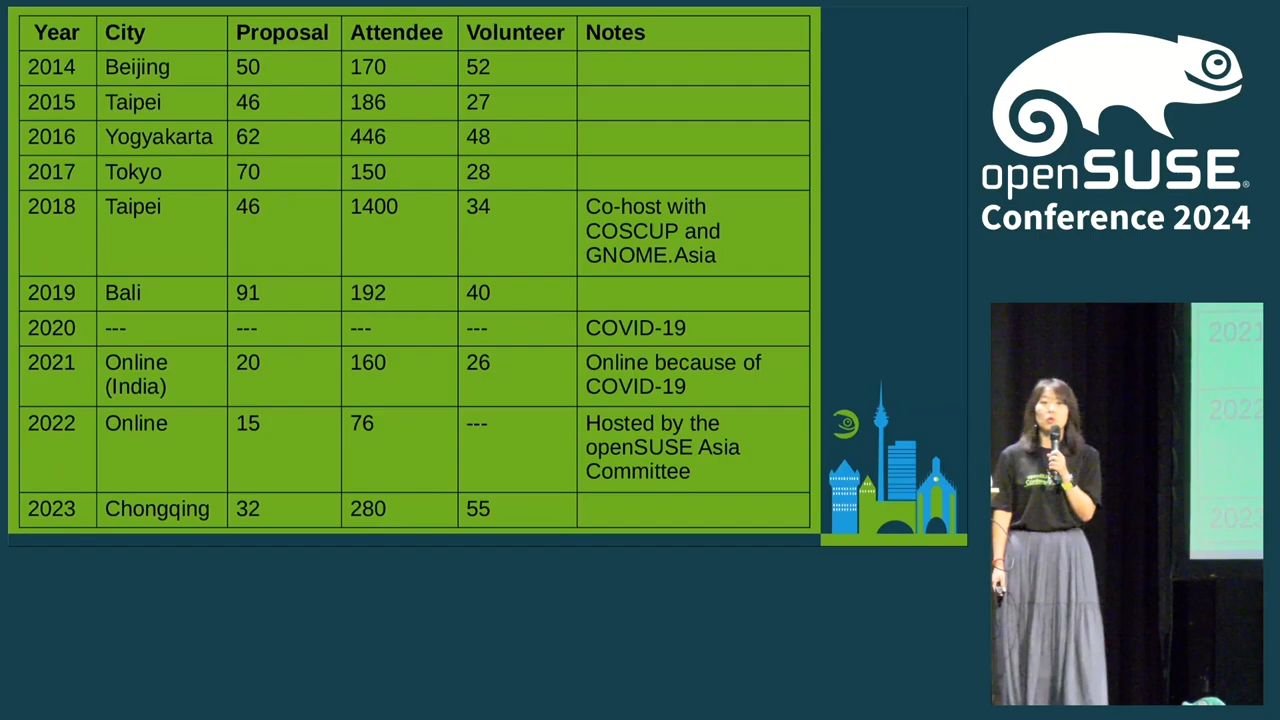 Year City Proposal Attendee Volunteer Notes
2014 Beijing 50 170 52
2015 Taipei 46 186 27
2016 Yogyakarta 62 446 48
2017 Tokyo 70 150 28
2018 Taipei 46 1400 34 Co-host with
COSCUP and
GNOME.Asia
2019 Bali 91 192 40
2020 --- --- --- --- COVID-19
2021 Online 20 160 26 Online because of
(India) COVID-19
2022 Online 15 76 --- Hosted by the
openSUSE Asia
Committee
2023 Chongqing 32 280 55
openSUSE®
Conference 2024
2021
2022
2023